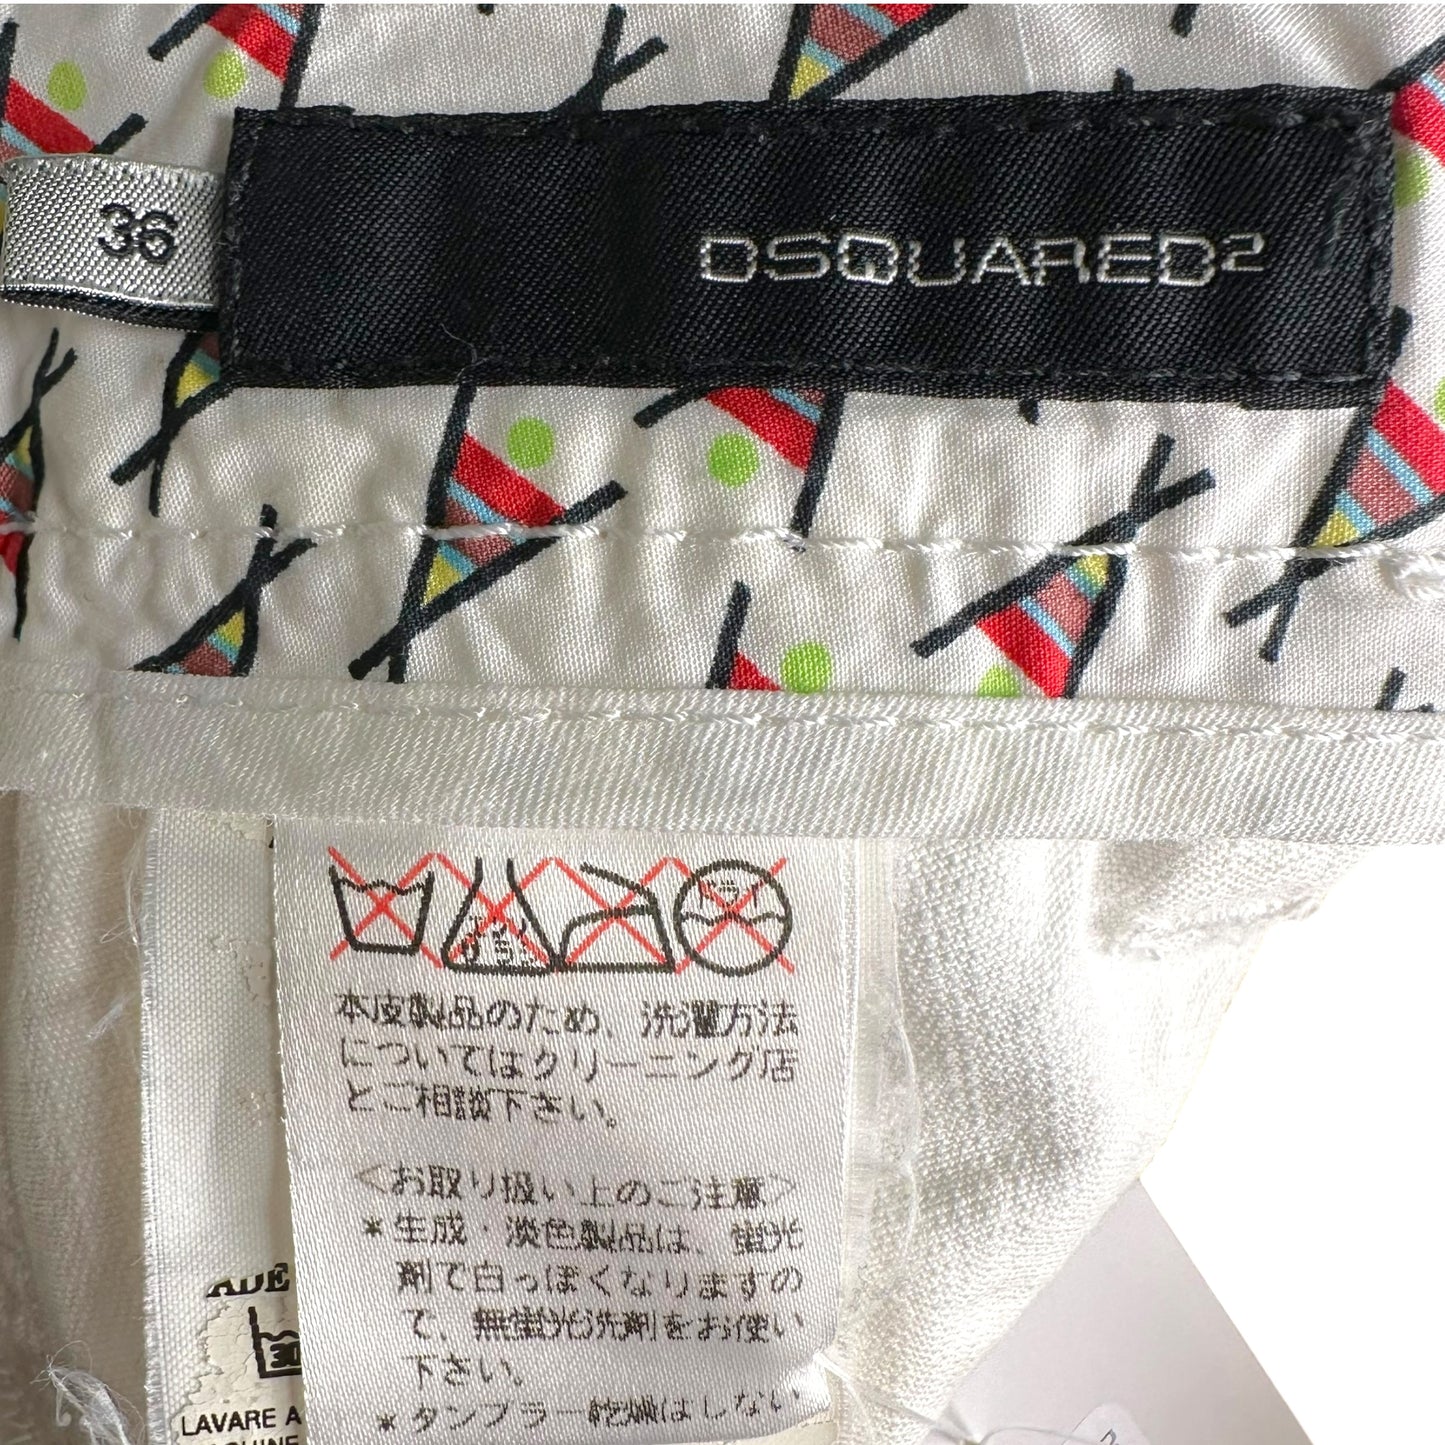 36
DSQUARED2
本皮製品のため、洗濯方法
についてはクリーニング店
とご相談下さい。
<お取り扱い上のご注意>
*生成・淡色製品は、蛍光
剤で白っぽくなりますの
で、無蛍光洗剤をお使い
下さい。
*タンブラー乾燥はしない
ADE
30
LAVARE A